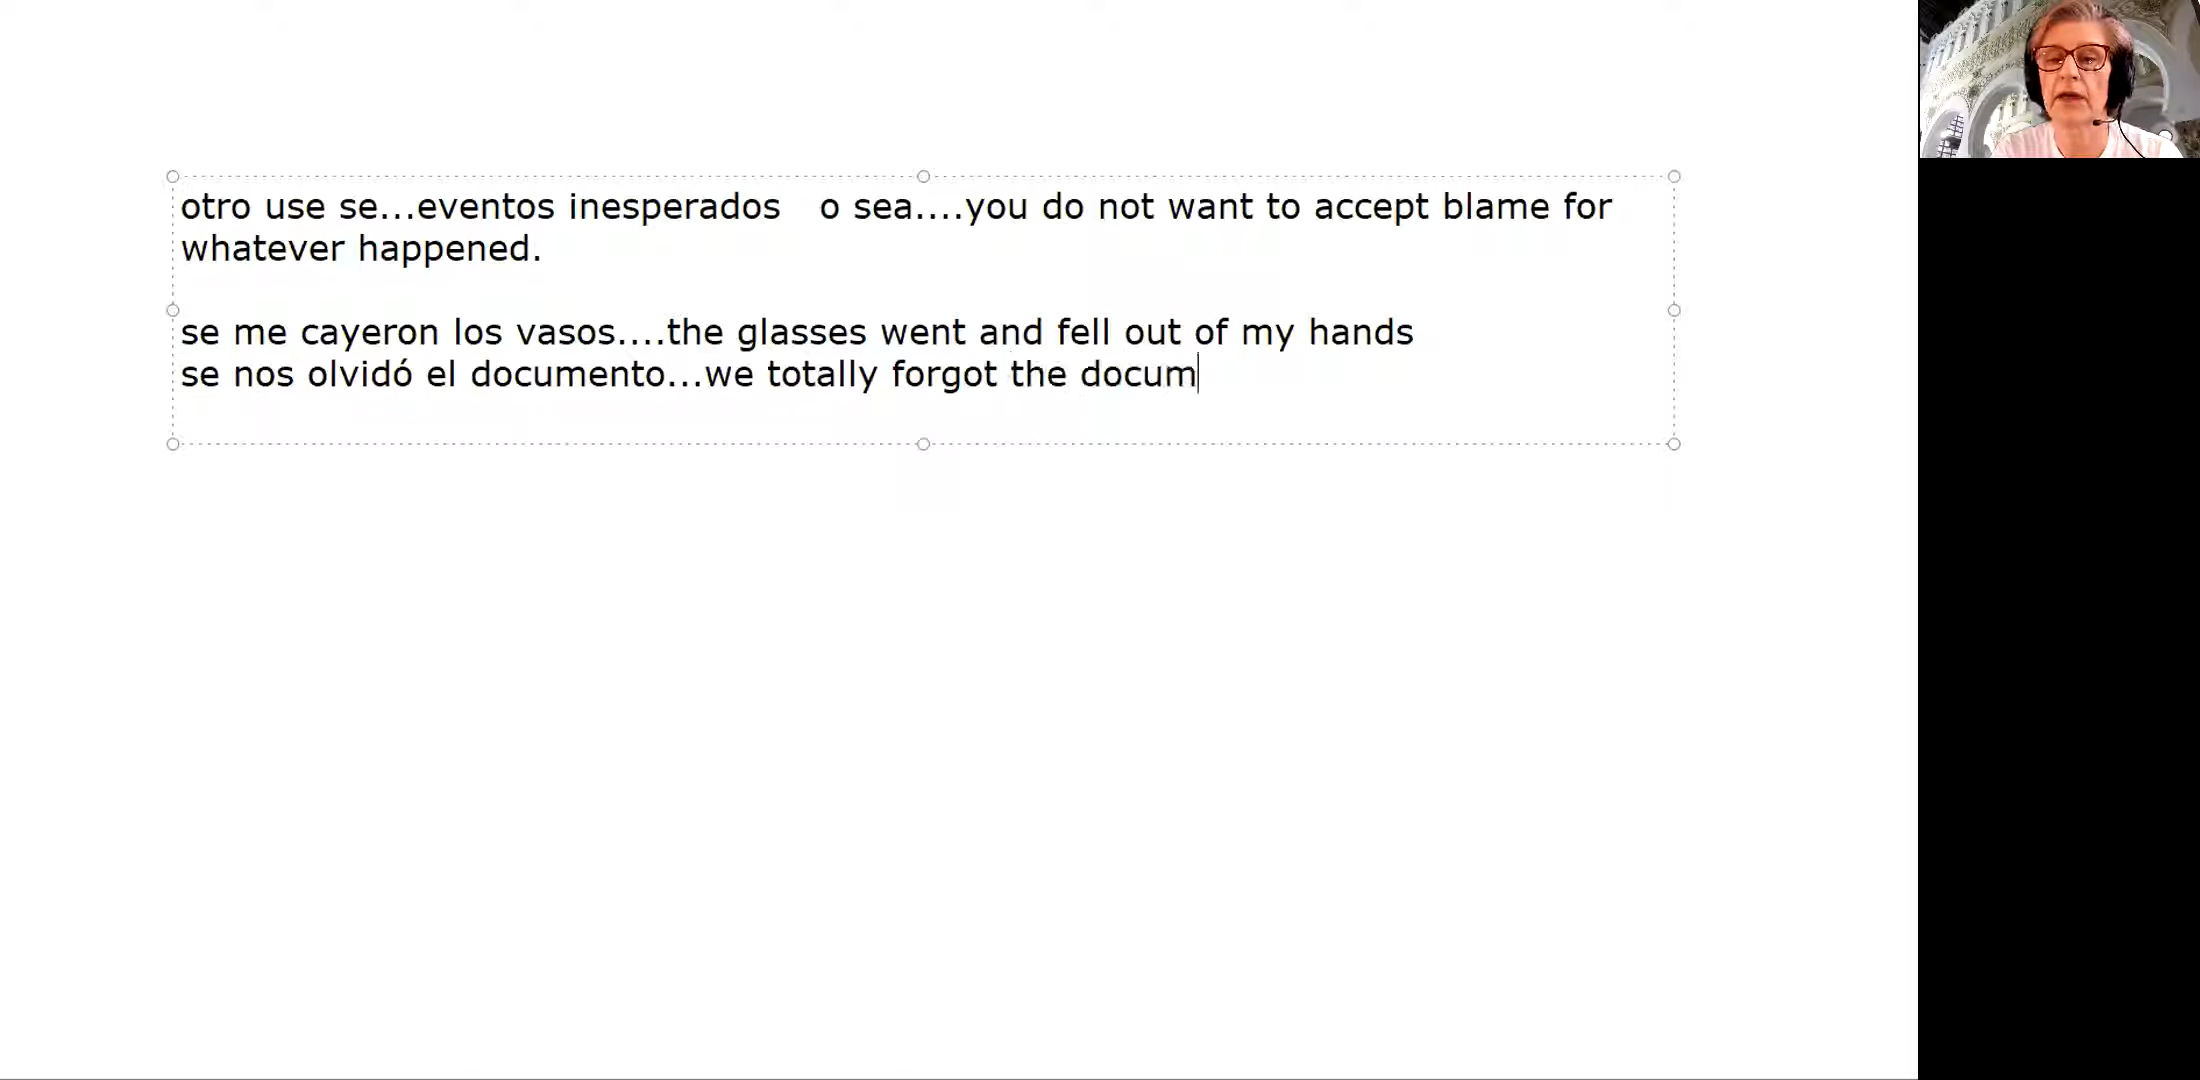 otro use se...eventos inesperados   o sea....you do not want to accept blame for
whatever happened.
se me cayeron los vasos....the glasses went and fell out of my hands
se nos olvidó el documento...we totally forgot the docum